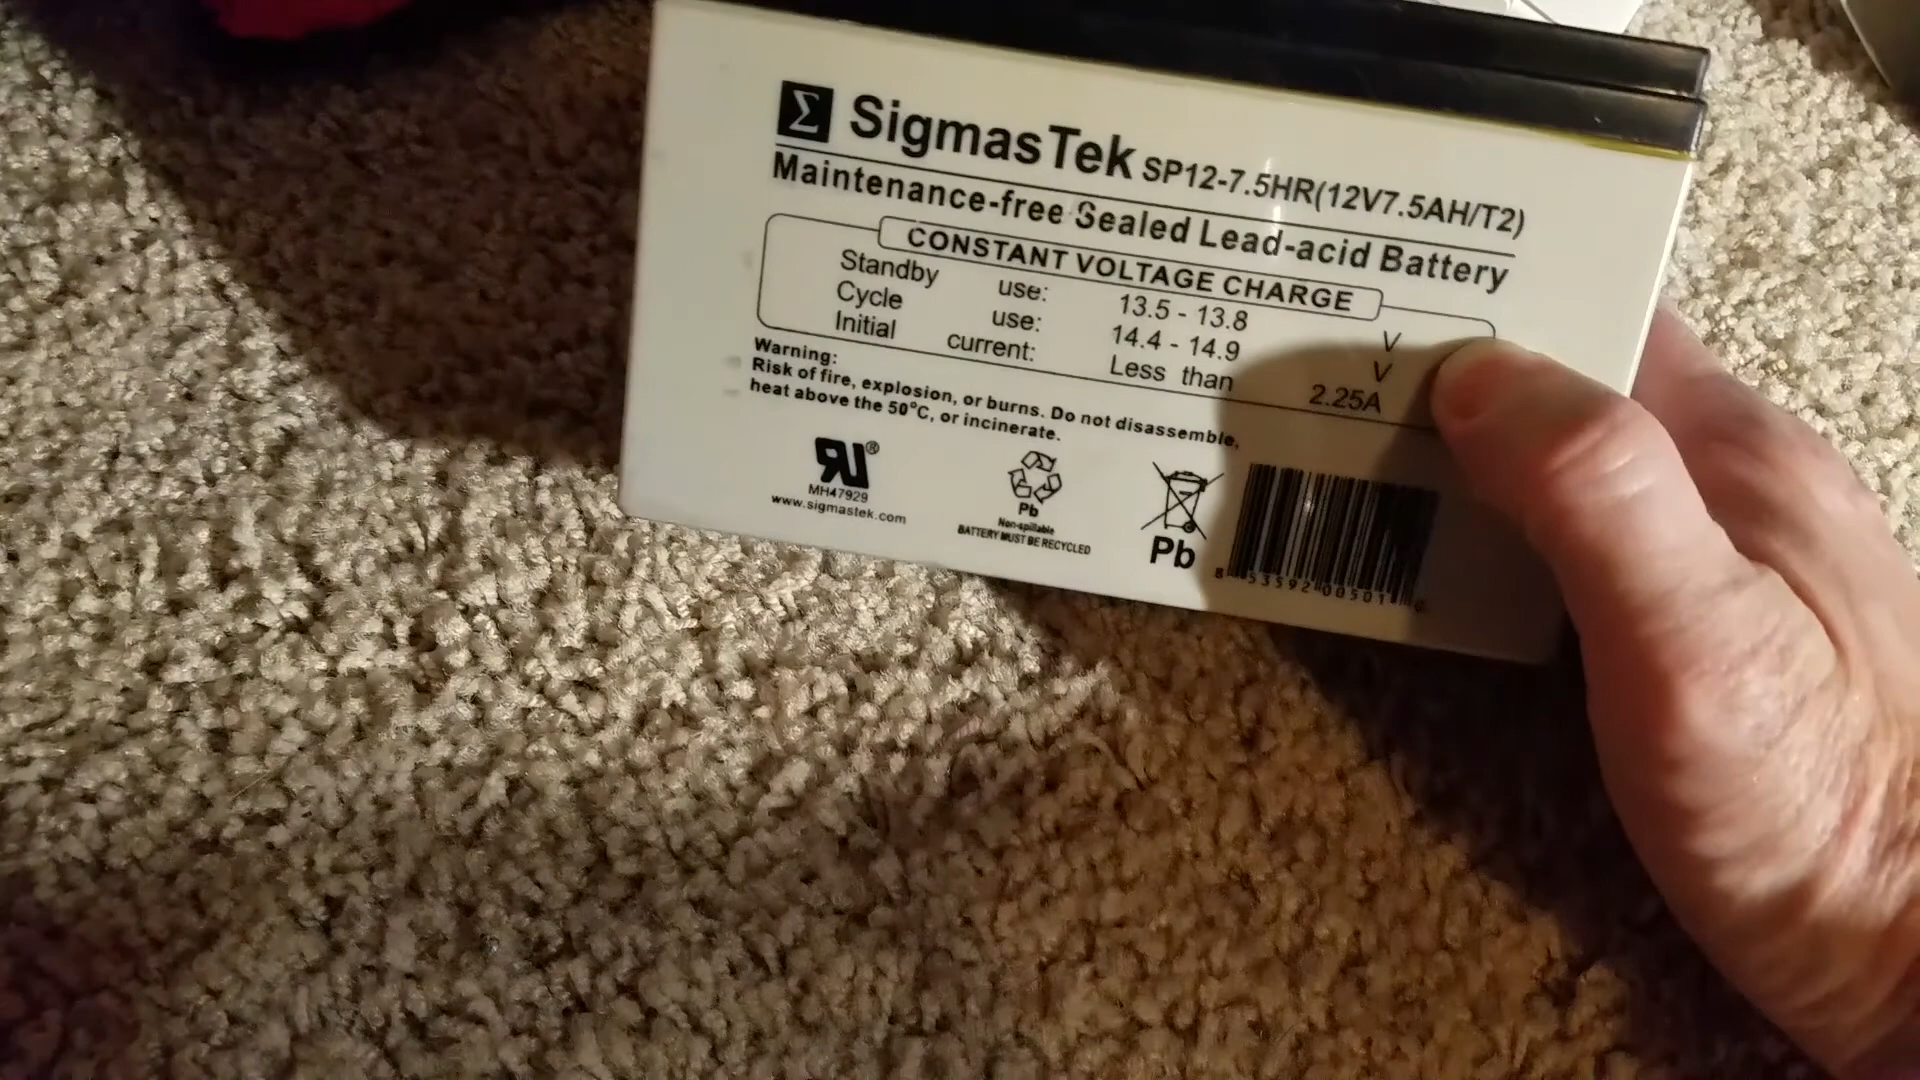 Σ SigmasTek SP12-7.5HR(12V7.5AH/T2)
Maintenance-free Sealed Lead-acid Battery
CONSTANT VOLTAGE CHARGE
Standby use: 13.5 - 13.8 V
Cycle use: 14.4 - 14.9 V
Initial current: Less than 2.25A
Warning:
Risk of fire, explosion, or burns. Do not disassemble,
heat above the 50°C, or incinerate.
MH47929
www.sigmastek.com
Pb
Non-spillable
BATTERY MUST BE RECYCLED
Pb
8 53592 00501